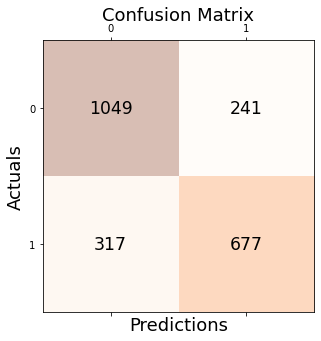 Confusion Matrix
0 1
0 1049 241
Actuals
1 317 677
Predictions